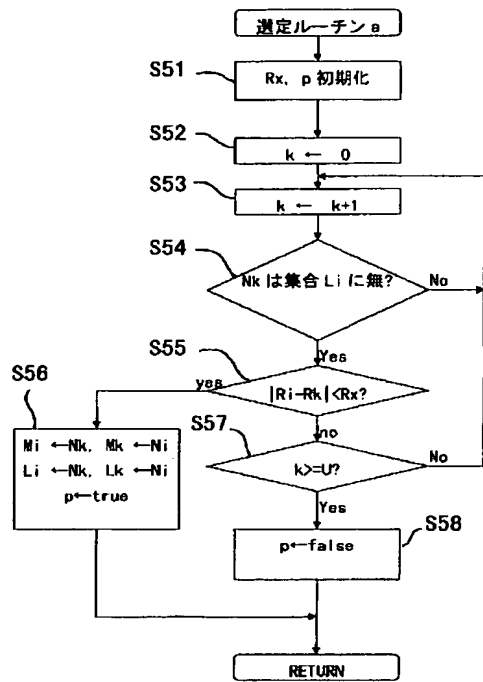 選定ルーチン a
S51
Rx, p 初期化
S52
k ← 0
S53
k ← k+1
S54
Nk は集合 Li に無?
No
Yes
S55
|Ri-Rk|<Rx?
yes
no
S56
Mi ←Nk, Mk ←Ni
Li ←Nk, Lk ←Ni
p←true
S57
k>=U?
No
Yes
S58
p←false
RETURN